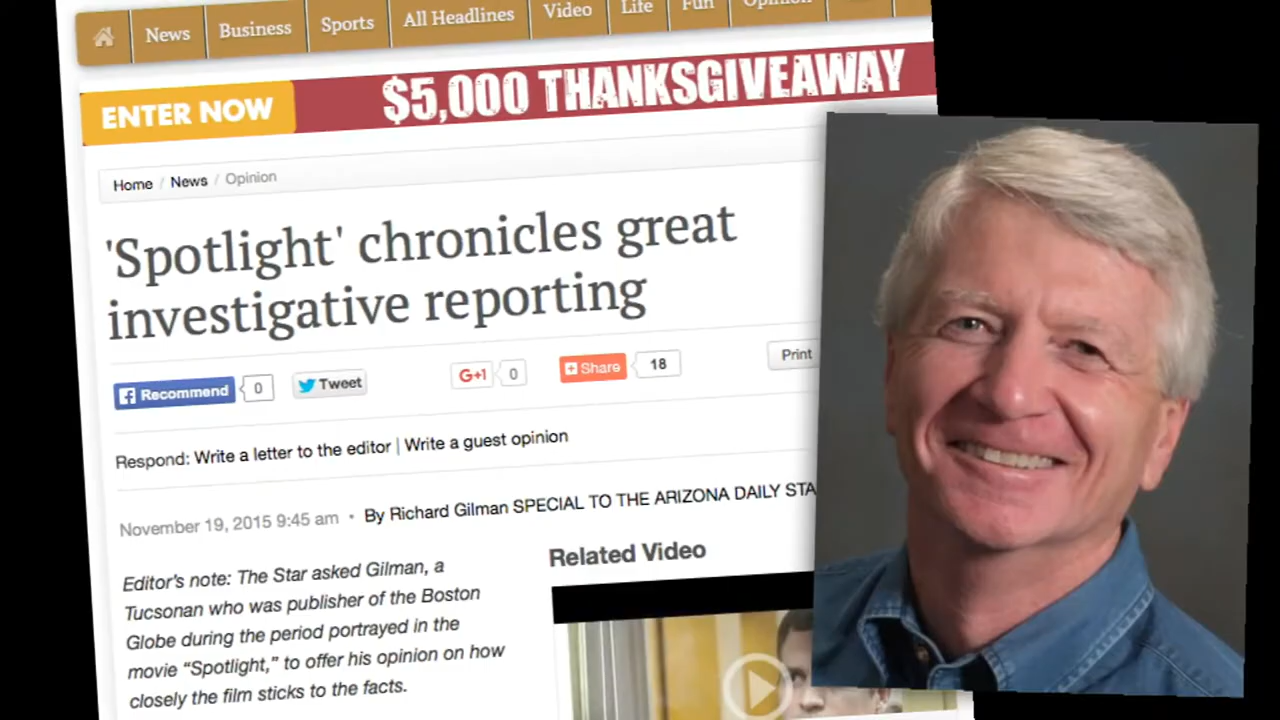 News Business Sports All Headlines Video Life Fun Opinion
ENTER NOW $5,000 THANKSGIVEAWAY
Home / News / Opinion
'Spotlight' chronicles great
investigative reporting
Recommend 0 Tweet G+1 0 Share 18 Print
Respond: Write a letter to the editor | Write a guest opinion
November 19, 2015 9:45 am • By Richard Gilman SPECIAL TO THE ARIZONA DAILY STA
Related Video
Editor's note: The Star asked Gilman, a
Tucsonan who was publisher of the Boston
Globe during the period portrayed in the
movie “Spotlight,” to offer his opinion on how
closely the film sticks to the facts.